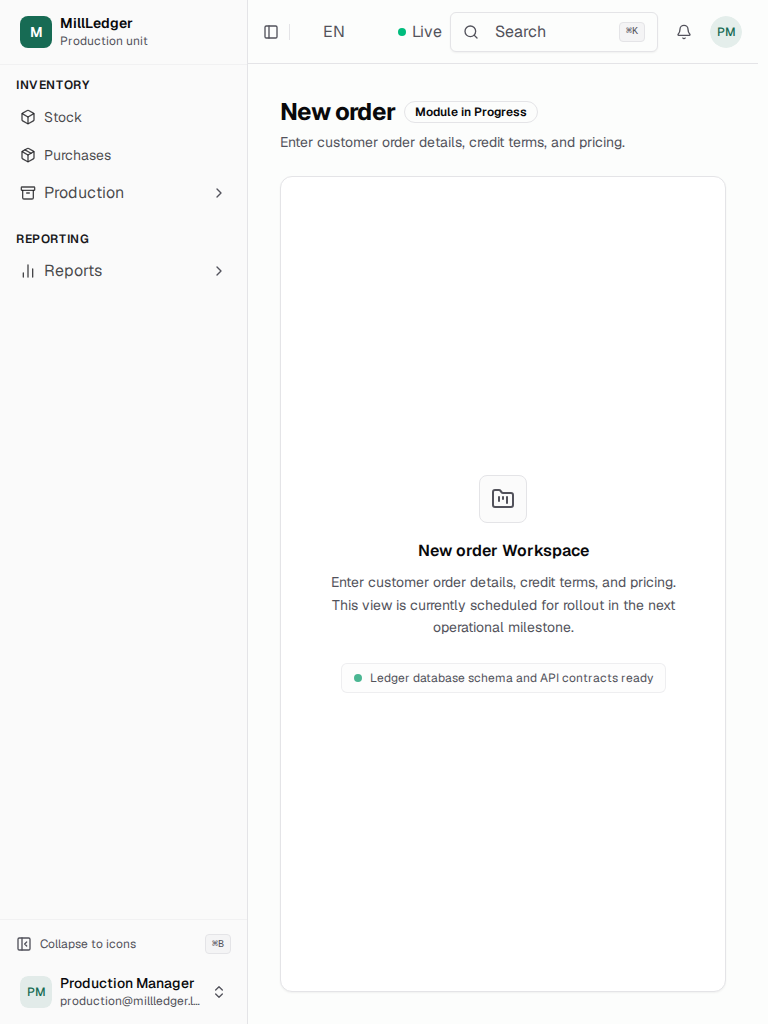 M
MillLedger
Production unit
INVENTORY
Stock
Purchases
Production
REPORTING
Reports
Collapse to icons
⌘B
PM
Production Manager
production@millledger.l...
EN
Live
Search
⌘K
PM
New order
Module in Progress
Enter customer order details, credit terms, and pricing.
New order Workspace
Enter customer order details, credit terms, and pricing.
This view is currently scheduled for rollout in the next
operational milestone.
Ledger database schema and API contracts ready